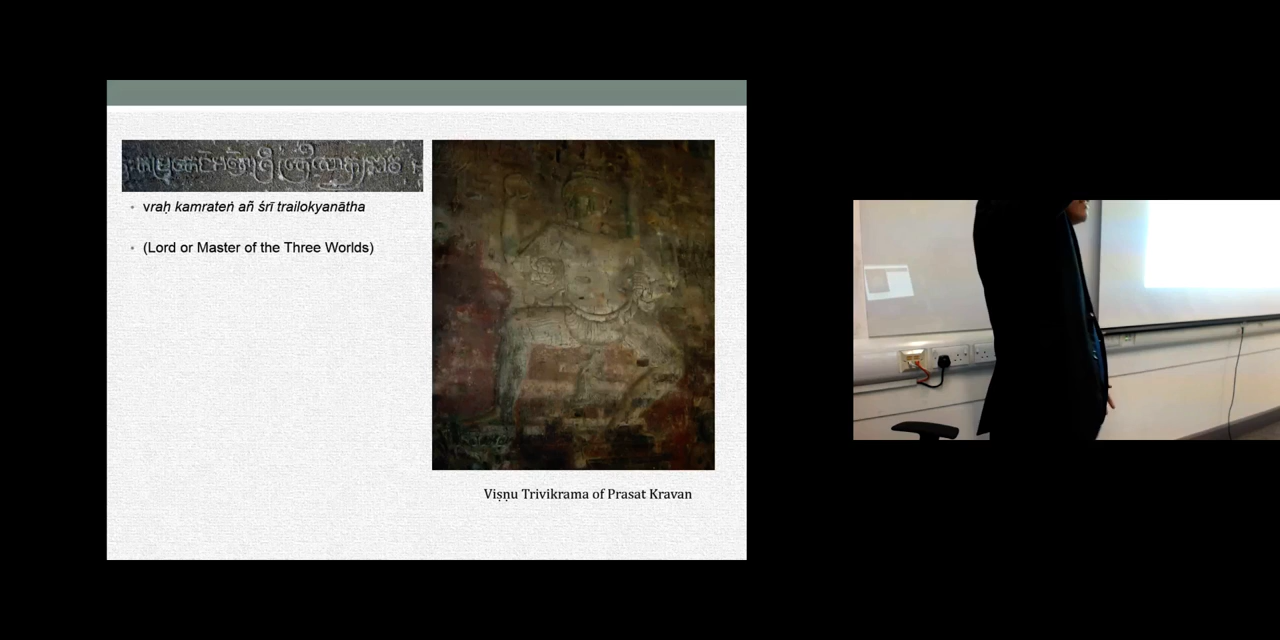 vraḥ kamrateṅ añ śrī trailokyanātha
(Lord or Master of the Three Worlds)
Viṣṇu Trivikrama of Prasat Kravan